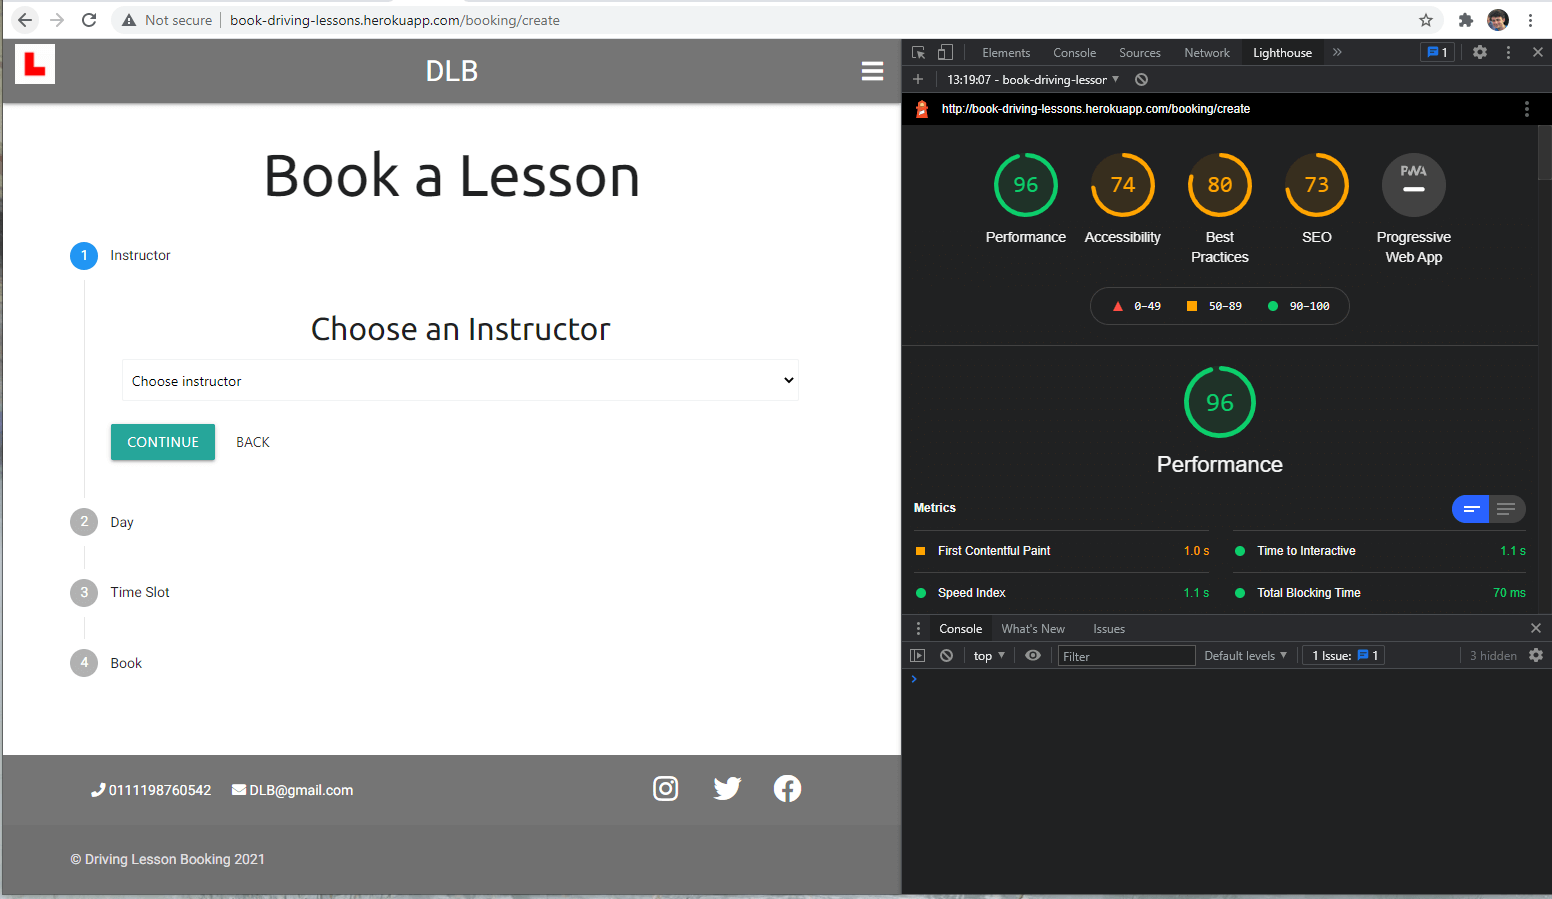 Not secure book-driving-lessons.herokuapp.com/booking/create
L
DLB
Book a Lesson
1 Instructor
Choose an Instructor
Choose instructor
CONTINUE BACK
2 Day
3 Time Slot
4 Book
0111198760542 DLB@gmail.com
© Driving Lesson Booking 2021
Elements Console Sources Network Lighthouse » 1
13:19:07 - book-driving-lessor
http://book-driving-lessons.herokuapp.com/booking/create
96 74 80 73 PWA
Performance Accessibility Best Practices SEO Progressive Web App
0–49 50–89 90–100
96
Performance
Metrics
First Contentful Paint 1.0 s Time to Interactive 1.1 s
Speed Index 1.1 s Total Blocking Time 70 ms
Console What's New Issues
top Filter Default levels 1 Issue: 1 3 hidden